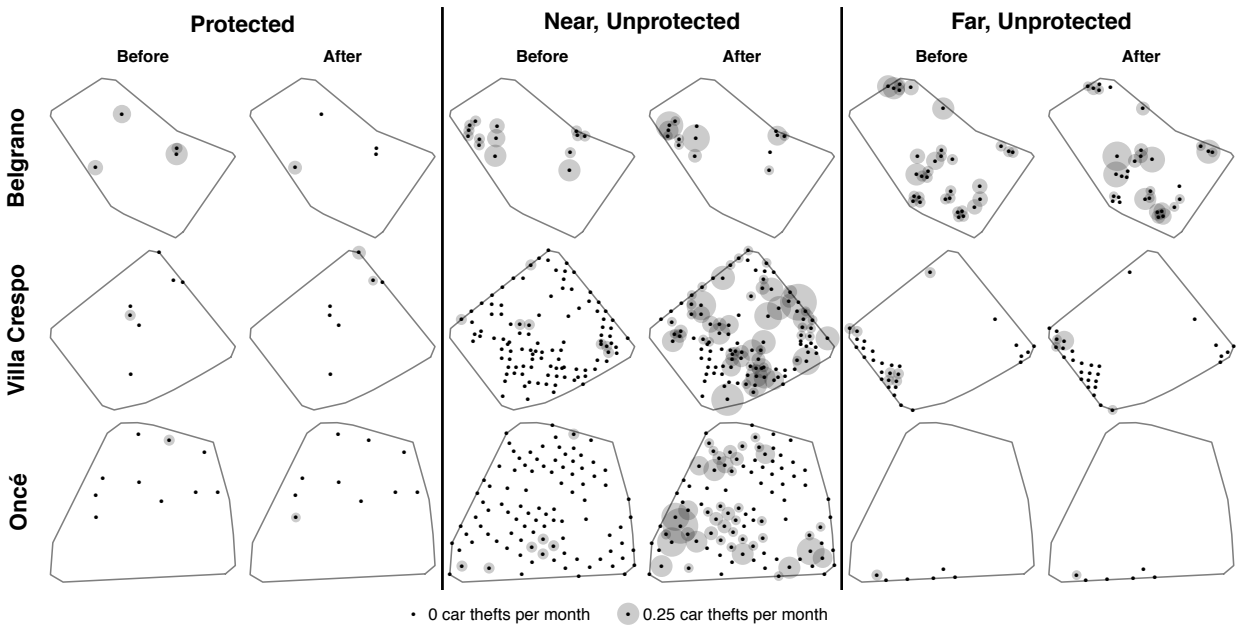 Protected
Near, Unprotected
Far, Unprotected
Before
After
Before
After
Before
After
Belgrano
Villa Crespo
Oncé
0 car thefts per month
0.25 car thefts per month